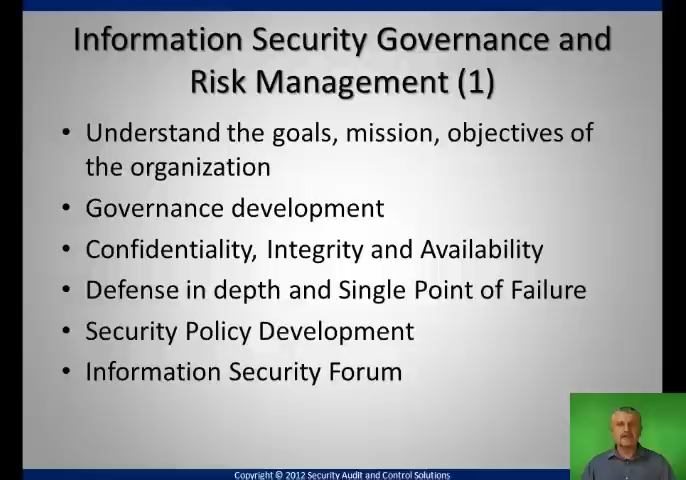 Information Security Governance and
Risk Management (1)
• Understand the goals, mission, objectives of
the organization
• Governance development
• Confidentiality, Integrity and Availability
• Defense in depth and Single Point of Failure
• Security Policy Development
• Information Security Forum
Copyright © 2012 Security Audit and Control Solutions